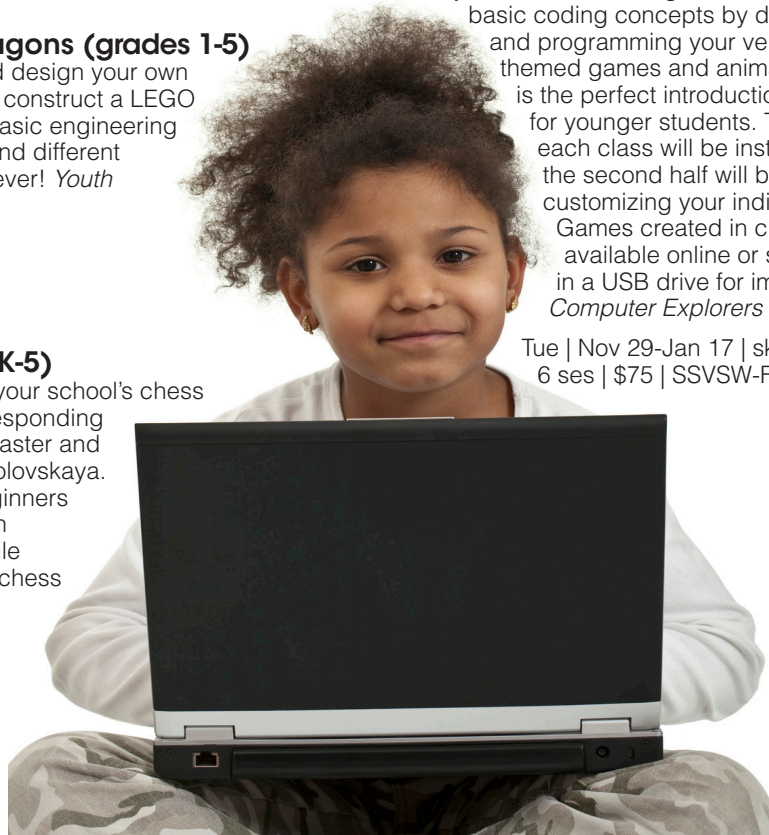 agons (grades 1-5)
d design your own
construct a LEGO
asic engineering
nd different
ever! Youth
K-5)
your school's chess
esponding
aster and
olovskaya.
ginners
n
ile
chess
basic coding concepts by d
and programming your ve
themed games and anim
is the perfect introductio
for younger students. T
each class will be inst
the second half will b
customizing your indi
Games created in c
available online or s
in a USB drive for im
Computer Explorers
Tue | Nov 29-Jan 17 | sk
6 ses | $75 | SSVSW-F